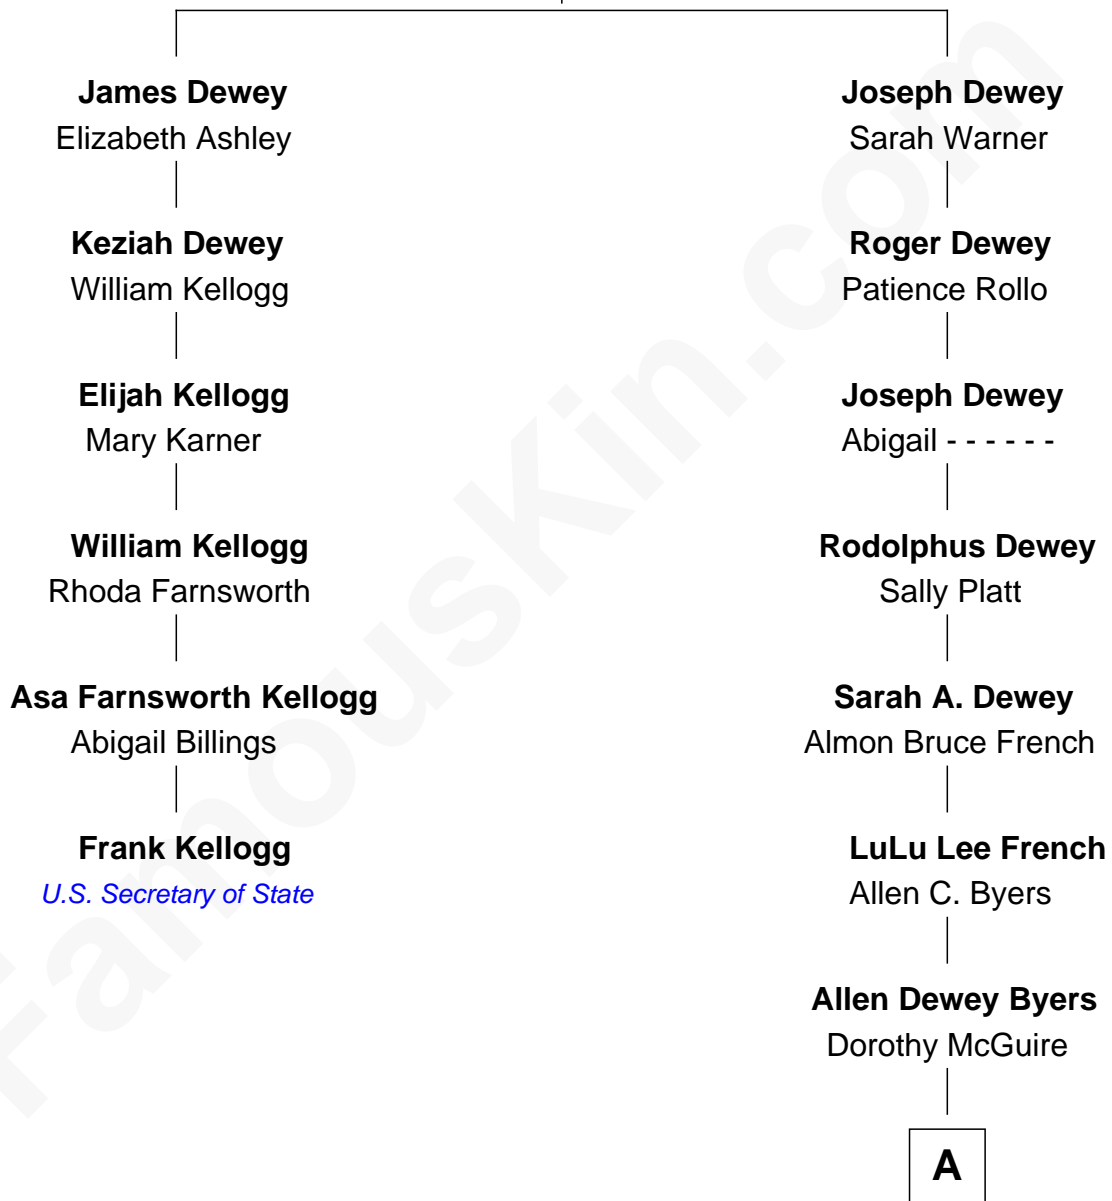 James Dewey
Elizabeth Ashley
Keziah Dewey
William Kellogg
Elijah Kellogg
Mary Karner
William Kellogg
Rhoda Farnsworth
Asa Farnsworth Kellogg
Abigail Billings
Frank Kellogg
U.S. Secretary of State
Joseph Dewey
Sarah Warner
Roger Dewey
Patience Rollo
Joseph Dewey
Abigail - - - - - -
Rodolphus Dewey
Sally Platt
Sarah A. Dewey
Almon Bruce French
LuLu Lee French
Allen C. Byers
Allen Dewey Byers
Dorothy McGuire
A
FamousKin.com